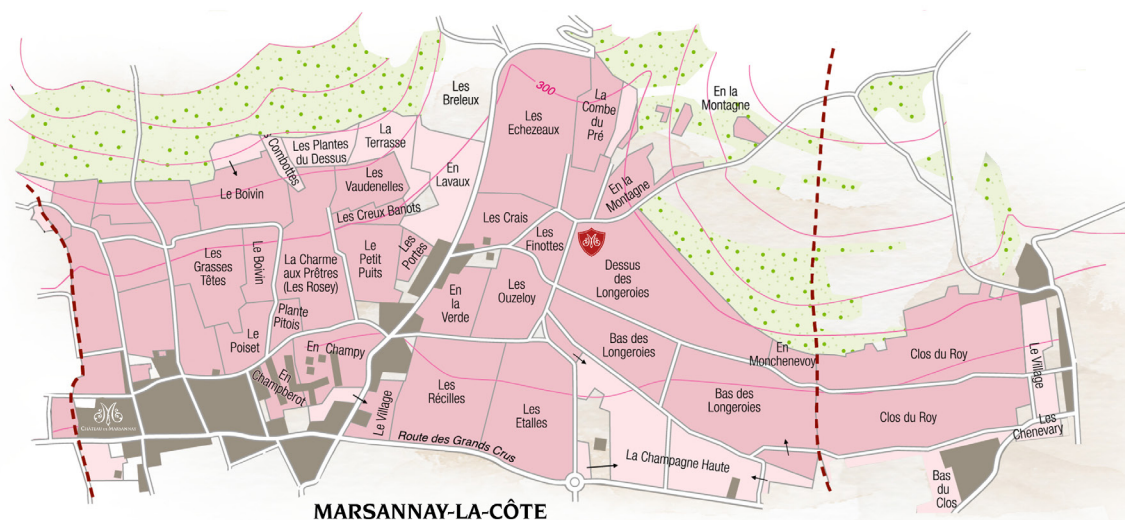 Les
Breleux
300
La
Combe
du
Pré
En la
Montagne
Les
Echezeaux
La
Terrasse
Les Plantes
du Dessus
s Combottes
En
Lavaux
Les
Vaudenelles
Le Boivin
En la
Montagne
Les Creux Banots
Les Crais
Les
Finottes
Les Portes
Le
Petit
Puits
Les
Grasses
Têtes
Le Boivin
La Charme
aux Prêtres
(Les Rosey)
Dessus
des
Longeroies
Les
Ouzeloy
En
la
Verde
Plante
Pitois
Le
Poiset
En Champy
Bas des
Longeroies
En
Monchenevoy
Clos du Roy
Le Village
En
Champberot
Les
Récilles
Bas des
Longeroies
Le Village
Les
Etalles
Clos du Roy
Les
Chenevary
CHÂTEAU DE MARSANNAY
Route des Grands Crus
La Champagne Haute
Bas
du
Clos
MARSANNAY-LA-CÔTE